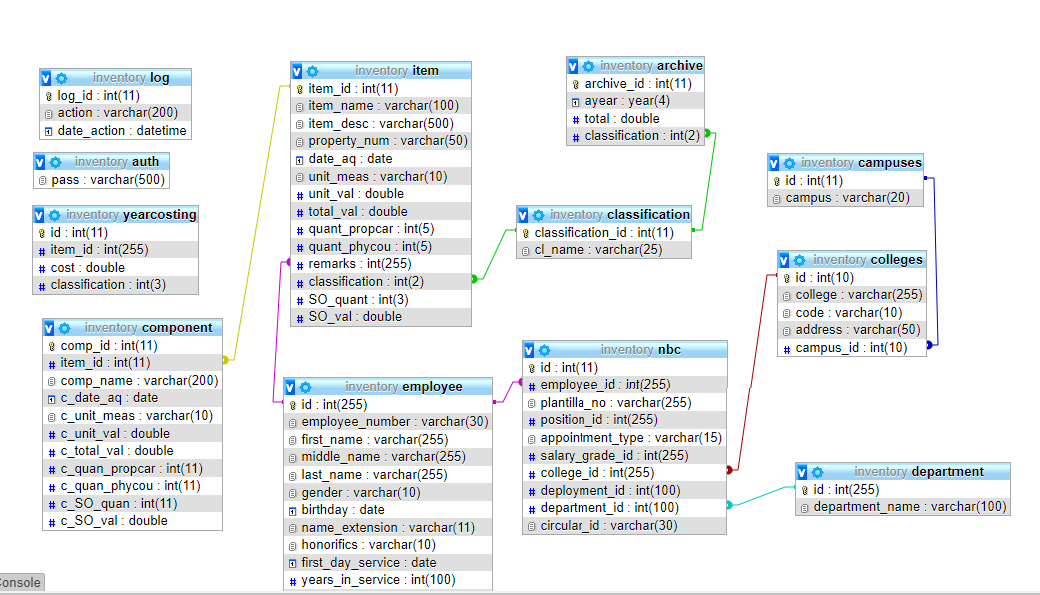 inventory log
log_id : int(11)
action : varchar(200)
date_action : datetime
inventory auth
pass : varchar(500)
inventory yearcosting
id : int(11)
item_id : int(255)
cost : double
classification : int(3)
inventory component
comp_id : int(11)
item_id : int(11)
comp_name : varchar(200)
c_date_aq : date
c_unit_meas : varchar(10)
c_unit_val : double
c_total_val : double
c_quan_propcar : int(11)
c_quan_phycou : int(11)
c_SO_quan : int(11)
c_SO_val : double
inventory item
item_id : int(11)
item_name : varchar(100)
item_desc : varchar(500)
property_num : varchar(50)
date_aq : date
unit_meas : varchar(10)
unit_val : double
total_val : double
quant_propcar : int(5)
quant_phycou : int(5)
remarks : int(255)
classification : int(2)
SO_quant : int(3)
SO_val : double
inventory employee
id : int(255)
employee_number : varchar(30)
first_name : varchar(255)
middle_name : varchar(255)
last_name : varchar(255)
gender : varchar(10)
birthday : date
name_extension : varchar(11)
honorifics : varchar(10)
first_day_service : date
years_in_service : int(100)
inventory archive
archive_id : int(11)
ayear : year(4)
total : double
classification : int(2)
inventory classification
classification_id : int(11)
cl_name : varchar(25)
inventory nbc
id : int(11)
employee_id : int(255)
plantilla_no : varchar(255)
position_id : int(255)
appointment_type : varchar(15)
salary_grade_id : int(255)
college_id : int(255)
deployment_id : int(100)
department_id : int(100)
circular_id : varchar(30)
inventory campuses
id : int(11)
campus : varchar(20)
inventory colleges
id : int(10)
college : varchar(255)
code : varchar(10)
address : varchar(50)
campus_id : int(10)
inventory department
id : int(255)
department_name : varchar(100)
Console